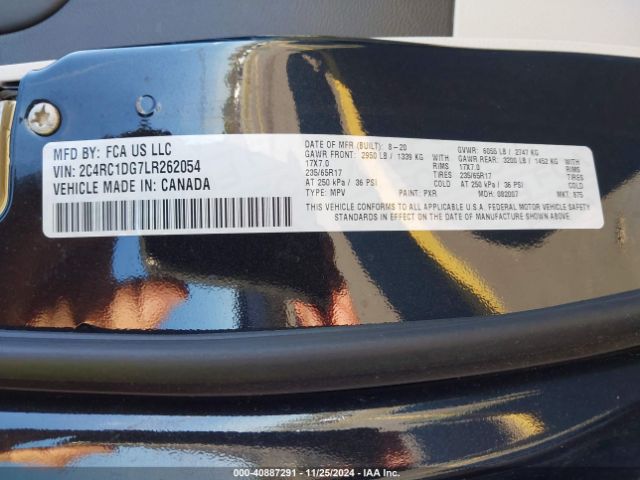 MFD BY: FCA US LLC
VIN: 2C4RC1DG7LR262054
VEHICLE MADE IN: CANADA
DATE OF MFR (BUILT): 8-20 GVWR: 6055 LB / 2747 KG
GAWR FRONT: 2950 LB / 1339 KG WITH GAWR REAR: 3200 LB / 1452 KG WITH
17X7.0 RIMS 17X7.0 RIMS
235/65R17 TIRES 235/65R17 TIRES
AT 250 kPa / 36 PSI COLD AT 250 kPa / 36 PSI COLD
TYPE: MPV PAINT: PXR MDH: 082007 MKT: 875
THIS VEHICLE CONFORMS TO ALL APPLICABLE U.S.A. FEDERAL MOTOR VEHICLE SAFETY
STANDARDS IN EFFECT ON THE DATE OF MANUFACTURE SHOWN ABOVE.
000-40887291 - 11/25/2024 - IAA Inc.